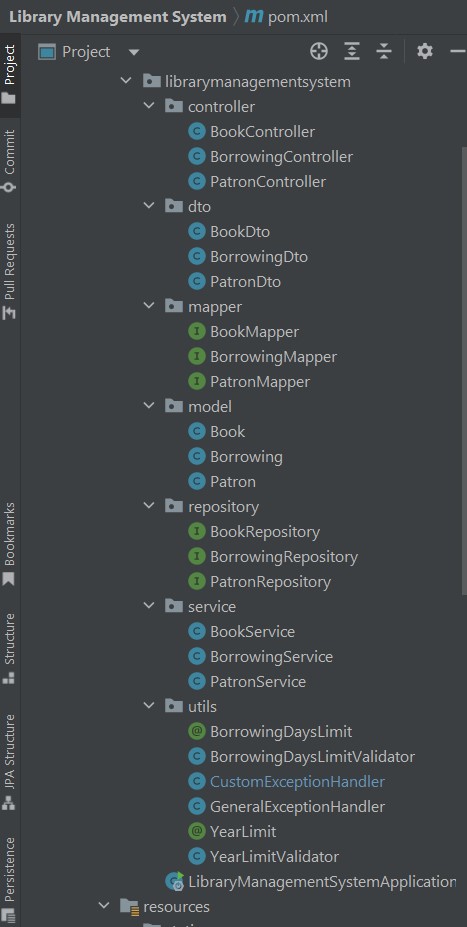 Library Management System pom.xml
Project
Project
Commit
Pull Requests
Bookmarks
Structure
JPA Structure
Persistence
librarymanagementsystem
controller
BookController
BorrowingController
PatronController
dto
BookDto
BorrowingDto
PatronDto
mapper
BookMapper
BorrowingMapper
PatronMapper
model
Book
Borrowing
Patron
repository
BookRepository
BorrowingRepository
PatronRepository
service
BookService
BorrowingService
PatronService
utils
BorrowingDaysLimit
BorrowingDaysLimitValidator
CustomExceptionHandler
GeneralExceptionHandler
YearLimit
YearLimitValidator
LibraryManagementSystemApplication
resources